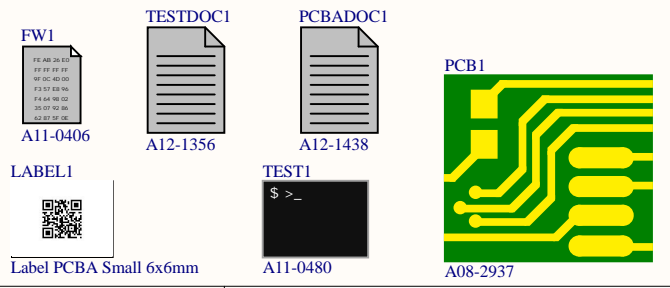 TESTDOC1
PCBADOC1
FW1
FE AB 26 E0
FF FF FF FF
9F 0C 4D 00
F3 57 E8 96
F4 64 98 02
35 07 92 86
62 87 5F 0E
A11-0406
A12-1356
A12-1438
PCB1
LABEL1
TEST1
$ >_
Label PCBA Small 6x6mm
A11-0480
A08-2937